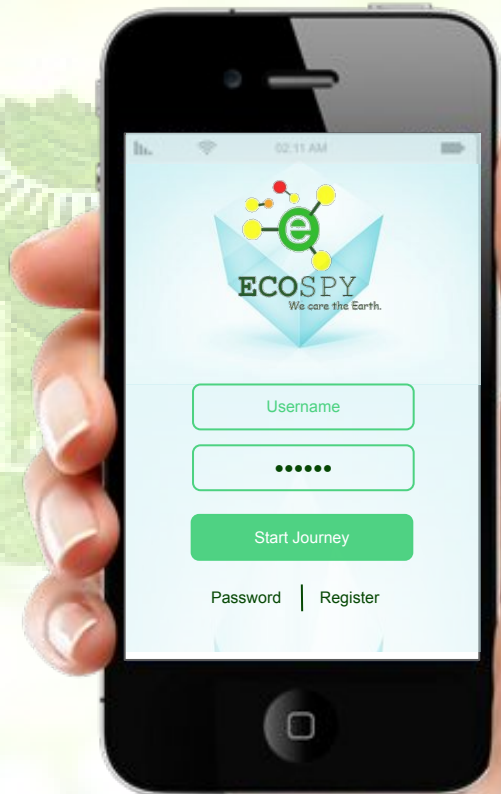 02.11 AM
e
ECOSPY
We care the Earth.
Username
••••••
Start Journey
Password | Register